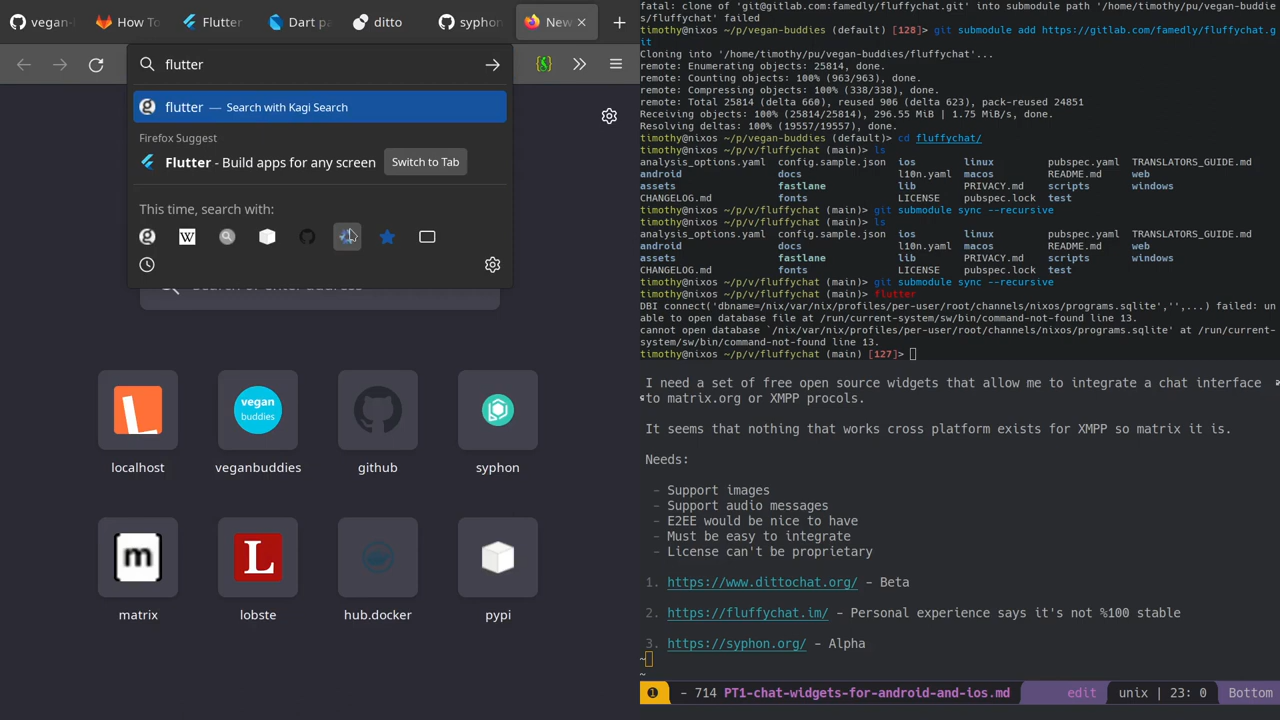 vegan-
How To
Flutter
Dart pa
ditto
syphon
New
flutter
flutter — Search with Kagi Search
Firefox Suggest
Flutter - Build apps for any screen Switch to Tab
This time, search with:
W
localhost
veganbuddies
vegan
buddies
github
syphon
matrix
m
lobste
L
hub.docker
pypi
fatal: clone of 'git@gitlab.com:famedly/fluffychat.git' into submodule path '/home/timothy/pu/vegan-buddie
s/fluffychat' failed
timothy@nixos ~/p/vegan-buddies (default) [128]> git submodule add https://gitlab.com/famedly/fluffychat.g
it
Cloning into '/home/timothy/pu/vegan-buddies/fluffychat'...
remote: Enumerating objects: 25814, done.
remote: Counting objects: 100% (963/963), done.
remote: Compressing objects: 100% (338/338), done.
remote: Total 25814 (delta 660), reused 906 (delta 623), pack-reused 24851
Receiving objects: 100% (25814/25814), 296.55 MiB | 1.75 MiB/s, done.
Resolving deltas: 100% (19557/19557), done.
timothy@nixos ~/p/vegan-buddies (default)> cd fluffychat/
timothy@nixos ~/p/v/fluffychat (main)> ls
analysis_options.yaml config.sample.json ios linux pubspec.yaml TRANSLATORS_GUIDE.md
android docs l10n.yaml macos README.md web
assets fastlane lib PRIVACY.md scripts windows
CHANGELOG.md fonts LICENSE pubspec.lock test
timothy@nixos ~/p/v/fluffychat (main)> git submodule sync --recursive
timothy@nixos ~/p/v/fluffychat (main)> ls
analysis_options.yaml config.sample.json ios linux pubspec.yaml TRANSLATORS_GUIDE.md
android docs l10n.yaml macos README.md web
assets fastlane lib PRIVACY.md scripts windows
CHANGELOG.md fonts LICENSE pubspec.lock test
timothy@nixos ~/p/v/fluffychat (main)> git submodule sync --recursive
timothy@nixos ~/p/v/fluffychat (main)> flutter
DBI connect('dbname=/nix/var/nix/profiles/per-user/root/channels/nixos/programs.sqlite','',...) failed: un
able to open database file at /run/current-system/sw/bin/command-not-found line 13.
cannot open database `/nix/var/nix/profiles/per-user/root/channels/nixos/programs.sqlite' at /run/current-
system/sw/bin/command-not-found line 13.
timothy@nixos ~/p/v/fluffychat (main) [127]>
I need a set of free open source widgets that allow me to integrate a chat interface
to matrix.org or XMPP procols.
It seems that nothing that works cross platform exists for XMPP so matrix it is.
Needs:
- Support images
- Support audio messages
- E2EE would be nice to have
- Must be easy to integrate
- License can't be proprietary
1. https://www.dittochat.org/ - Beta
2. https://fluffychat.im/ - Personal experience says it's not %100 stable
3. https://syphon.org/ - Alpha
~
~
1 - 714 PT1-chat-widgets-for-android-and-ios.md edit unix | 23: 0 Bottom